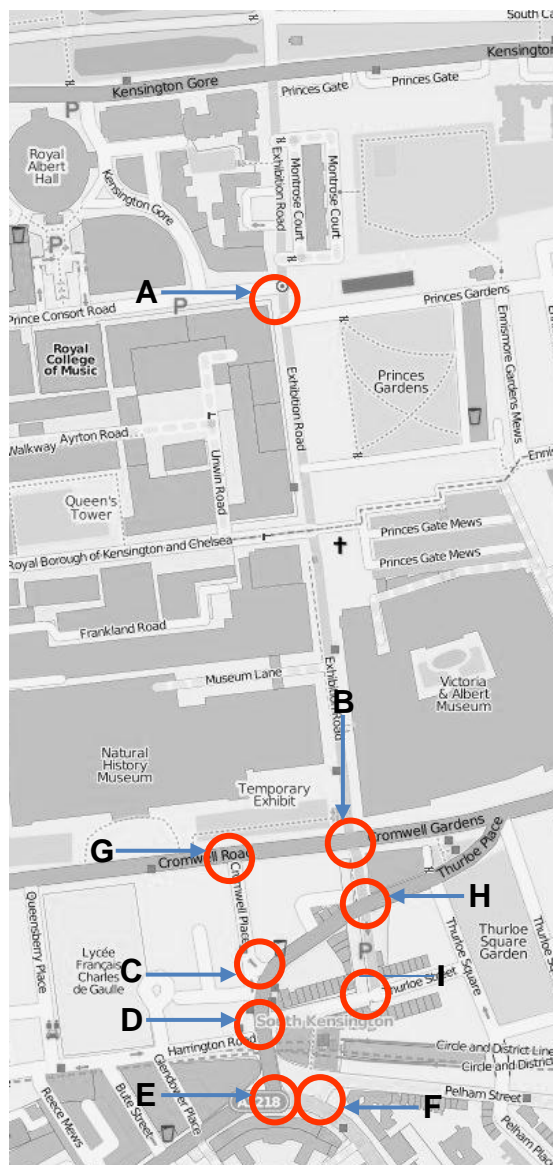 South Ca
Kensington
Kensington Gore
Princes Gate
Princes Gate
P
Royal
Albert
Hall
Kensington Gore
Exhibition Road
Montrose Court
Montrose Court
P
A
P
Prince Consort Road
Princes Gardens
Royal
College
of Music
Exhibition Road
Princes
Gardens
Ennismore Gardens Mews
Walkway
Ayrton Road
Unwin Road
Ennis
Queen's
Tower
Royal Borough of Kensington and Chelsea
Princes Gate Mews
Princes Gate Mews
Frankland Road
Museum Lane
Exhibition Road
B
Victoria
& Albert
Museum
Natural
History
Museum
Temporary
Exhibit
G
Cromwell Road
Cromwell Gardens
Thurloe Place
Cromwell Place
H
Queensberry Place
P
Thurloe Square
Thurloe
Square
Garden
Lycée
Français
Charles
de Gaulle
C
I
Thurloe Street
D
South Kensington
Harrington Road
Circle and District Line
Circle and District
E
A 218
F
Pelham Street
Glendower Place
Bute Street
Reece Mews
Pelham Place